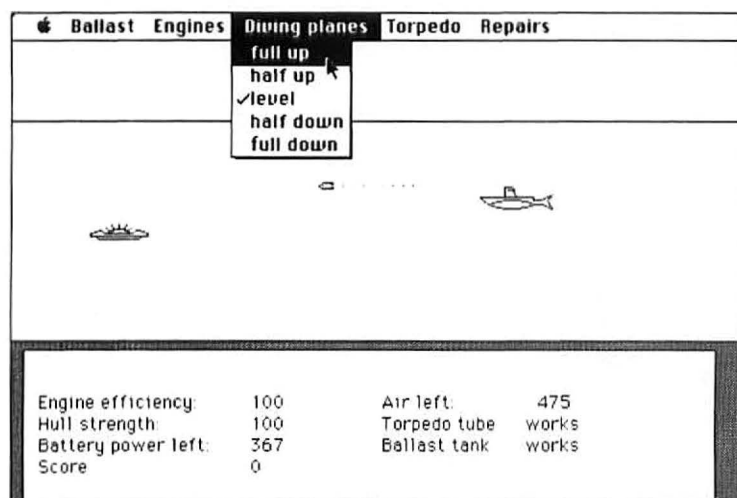 Ballast Engines Diving planes Torpedo Repairs
full up
half up
✓level
half down
full down
Engine efficiency: 100 Air left: 475
Hull strength: 100 Torpedo tube works
Battery power left: 367 Ballast tank works
Score 0